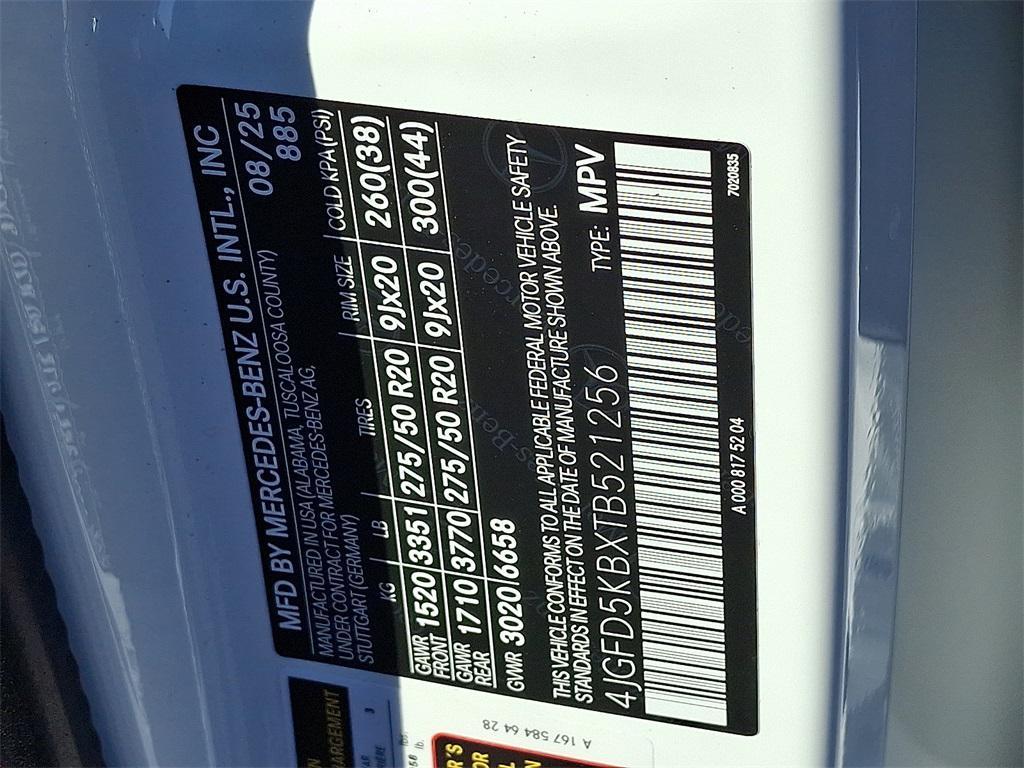 MFD BY MERCEDES-BENZ U.S. INTL., INC
MANUFACTURED IN USA (ALABAMA, TUSCALOOSA COUNTY) 08/25
UNDER CONTRACT FOR MERCEDES-BENZ AG, 885
STUTTGART (GERMANY)
KG LB TIRES RIM SIZE COLD KPA (PSI)
GAWR FRONT 1520 3351 275/50 R20 9Jx20 260(38)
GAWR REAR 1710 3770 275/50 R20 9Jx20 300(44)
GVWR 3020 6658
THIS VEHICLE CONFORMS TO ALL APPLICABLE FEDERAL MOTOR VEHICLE SAFETY
STANDARDS IN EFFECT ON THE DATE OF MANUFACTURE SHOWN ABOVE.
4JGFD5KBXTB521256 TYPE: MPV
A 000 817 52 04 7020835
A 167 584 64 28